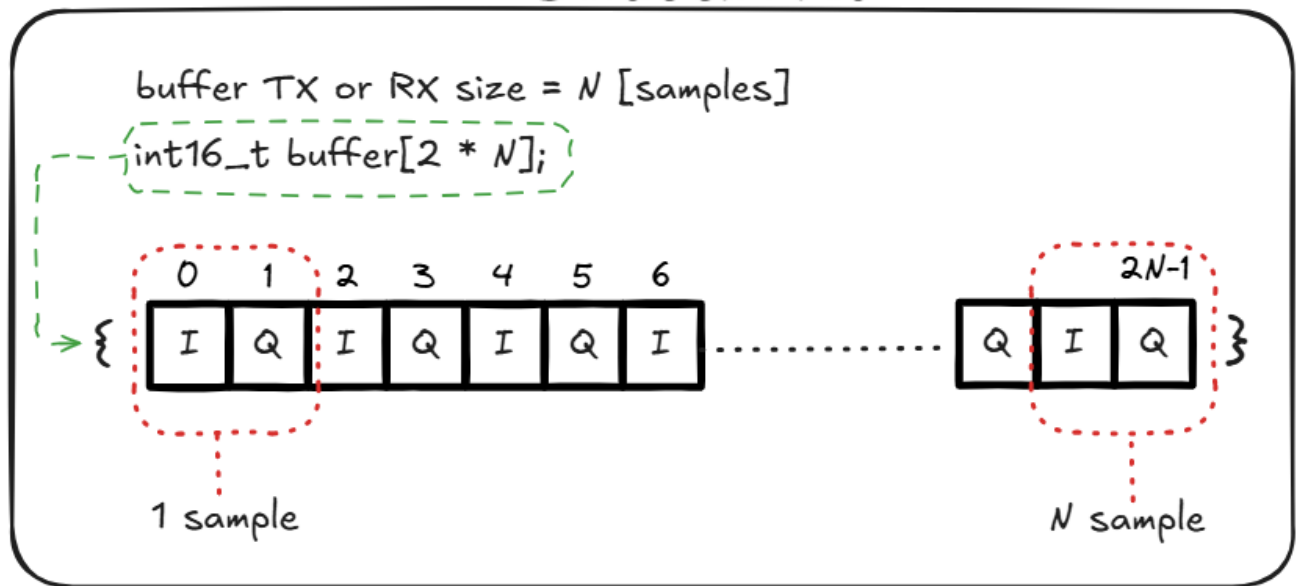 buffer TX or RX size = N [samples]
int16_t buffer[2 * N];
0 1 2 3 4 5 6 2N-1
{ I Q I Q I Q I Q I Q }
1 sample N sample